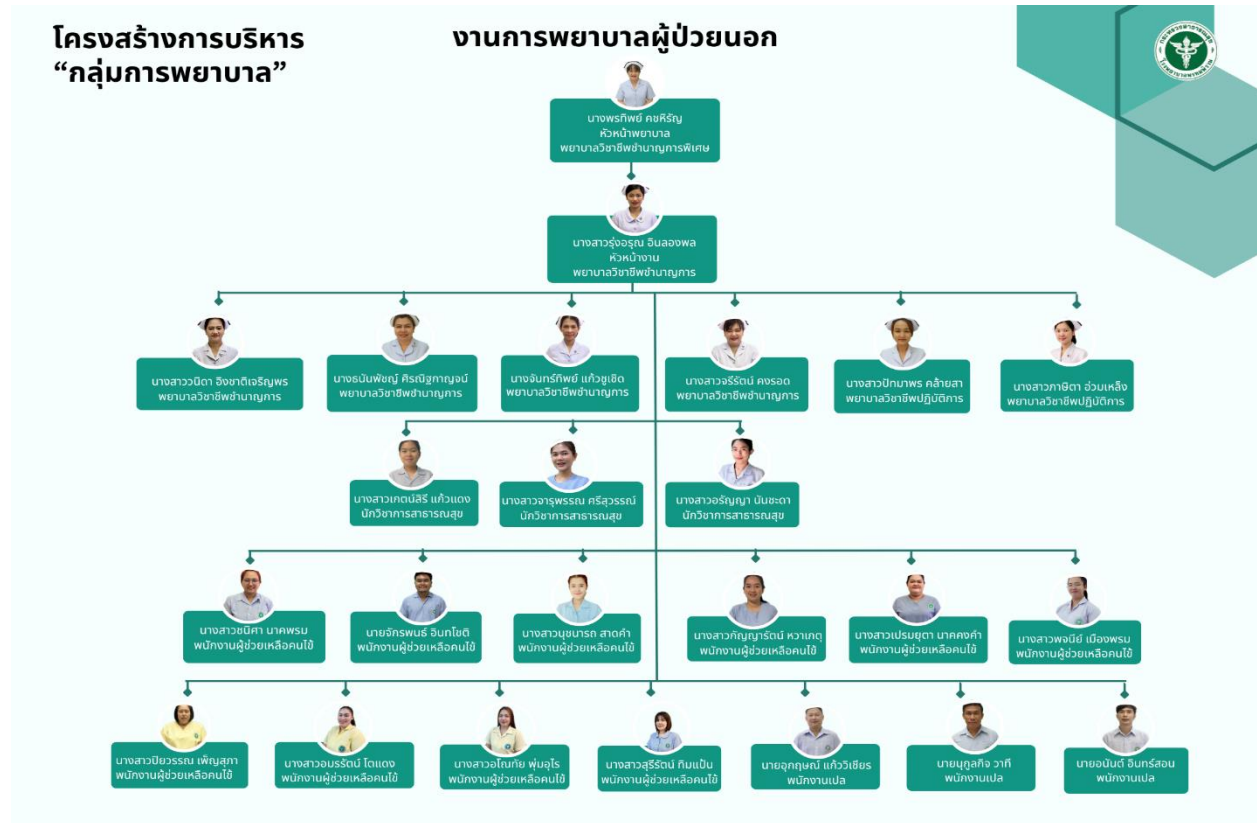 โครงสร้างการบริหาร
“กลุ่มการพยาบาล”
งานการพยาบาลผู้ป่วยนอก
นางพรทิพย์ คชหิรัญ
หัวหน้าพยาบาล
พยาบาลวิชาชีพชำนาญการพิเศษ
นางสาวรุ่งอรุณ อินลองพล
หัวหน้างาน
พยาบาลวิชาชีพชำนาญการ
นางสาววนิดา อิงชาติเจริญพร
พยาบาลวิชาชีพชำนาญการ
นางธนันพัชญ์ ศิรณิฐกาญจน์
พยาบาลวิชาชีพชำนาญการ
นางจันทร์ทิพย์ แก้วชูเชิด
พยาบาลวิชาชีพชำนาญการ
นางสาวจรีรัตน์ คงรอด
พยาบาลวิชาชีพชำนาญการ
นางสาวปัทมาพร คล้ายสา
พยาบาลวิชาชีพปฏิบัติการ
นางสาวภาษิตา อ่วมเหล็ง
พยาบาลวิชาชีพปฏิบัติการ
นางสาวเกตน์สิรี แก้วแดง
นักวิชาการสาธารณสุข
นางสาวจารุพรรณ ศรีสุวรรณ์
นักวิชาการสาธารณสุข
นางสาวอรัญญา นันชะดา
นักวิชาการสาธารณสุข
นางสาวชนิศา นาคพรม
พนักงานผู้ช่วยเหลือคนไข้
นายจักรพนธ์ อินทโชติ
พนักงานผู้ช่วยเหลือคนไข้
นางสาวนุชนารถ สาดคำ
พนักงานผู้ช่วยเหลือคนไข้
นางสาวกัญญารัตน์ หวาเกตุ
พนักงานผู้ช่วยเหลือคนไข้
นางสาวเปรมยุตา นาคคงคำ
พนักงานผู้ช่วยเหลือคนไข้
นางสาวพจนีย์ เมืองพรม
พนักงานผู้ช่วยเหลือคนไข้
นางสาวปิยวรรณ เพ็ญสุภา
พนักงานผู้ช่วยเหลือคนไข้
นางสาวอมรรัตน์ โตแดง
พนักงานผู้ช่วยเหลือคนไข้
นางสาวอโณทัย พุ่มอุไร
พนักงานผู้ช่วยเหลือคนไข้
นางสาวสุรีรัตน์ ทิมแป้น
พนักงานผู้ช่วยเหลือคนไข้
นายอุกฤษณ์ แก้ววิเชียร
พนักงานเปล
นายนุกูลกิจ วาที
พนักงานเปล
นายอนันต์ อินทร์สอน
พนักงานเปล